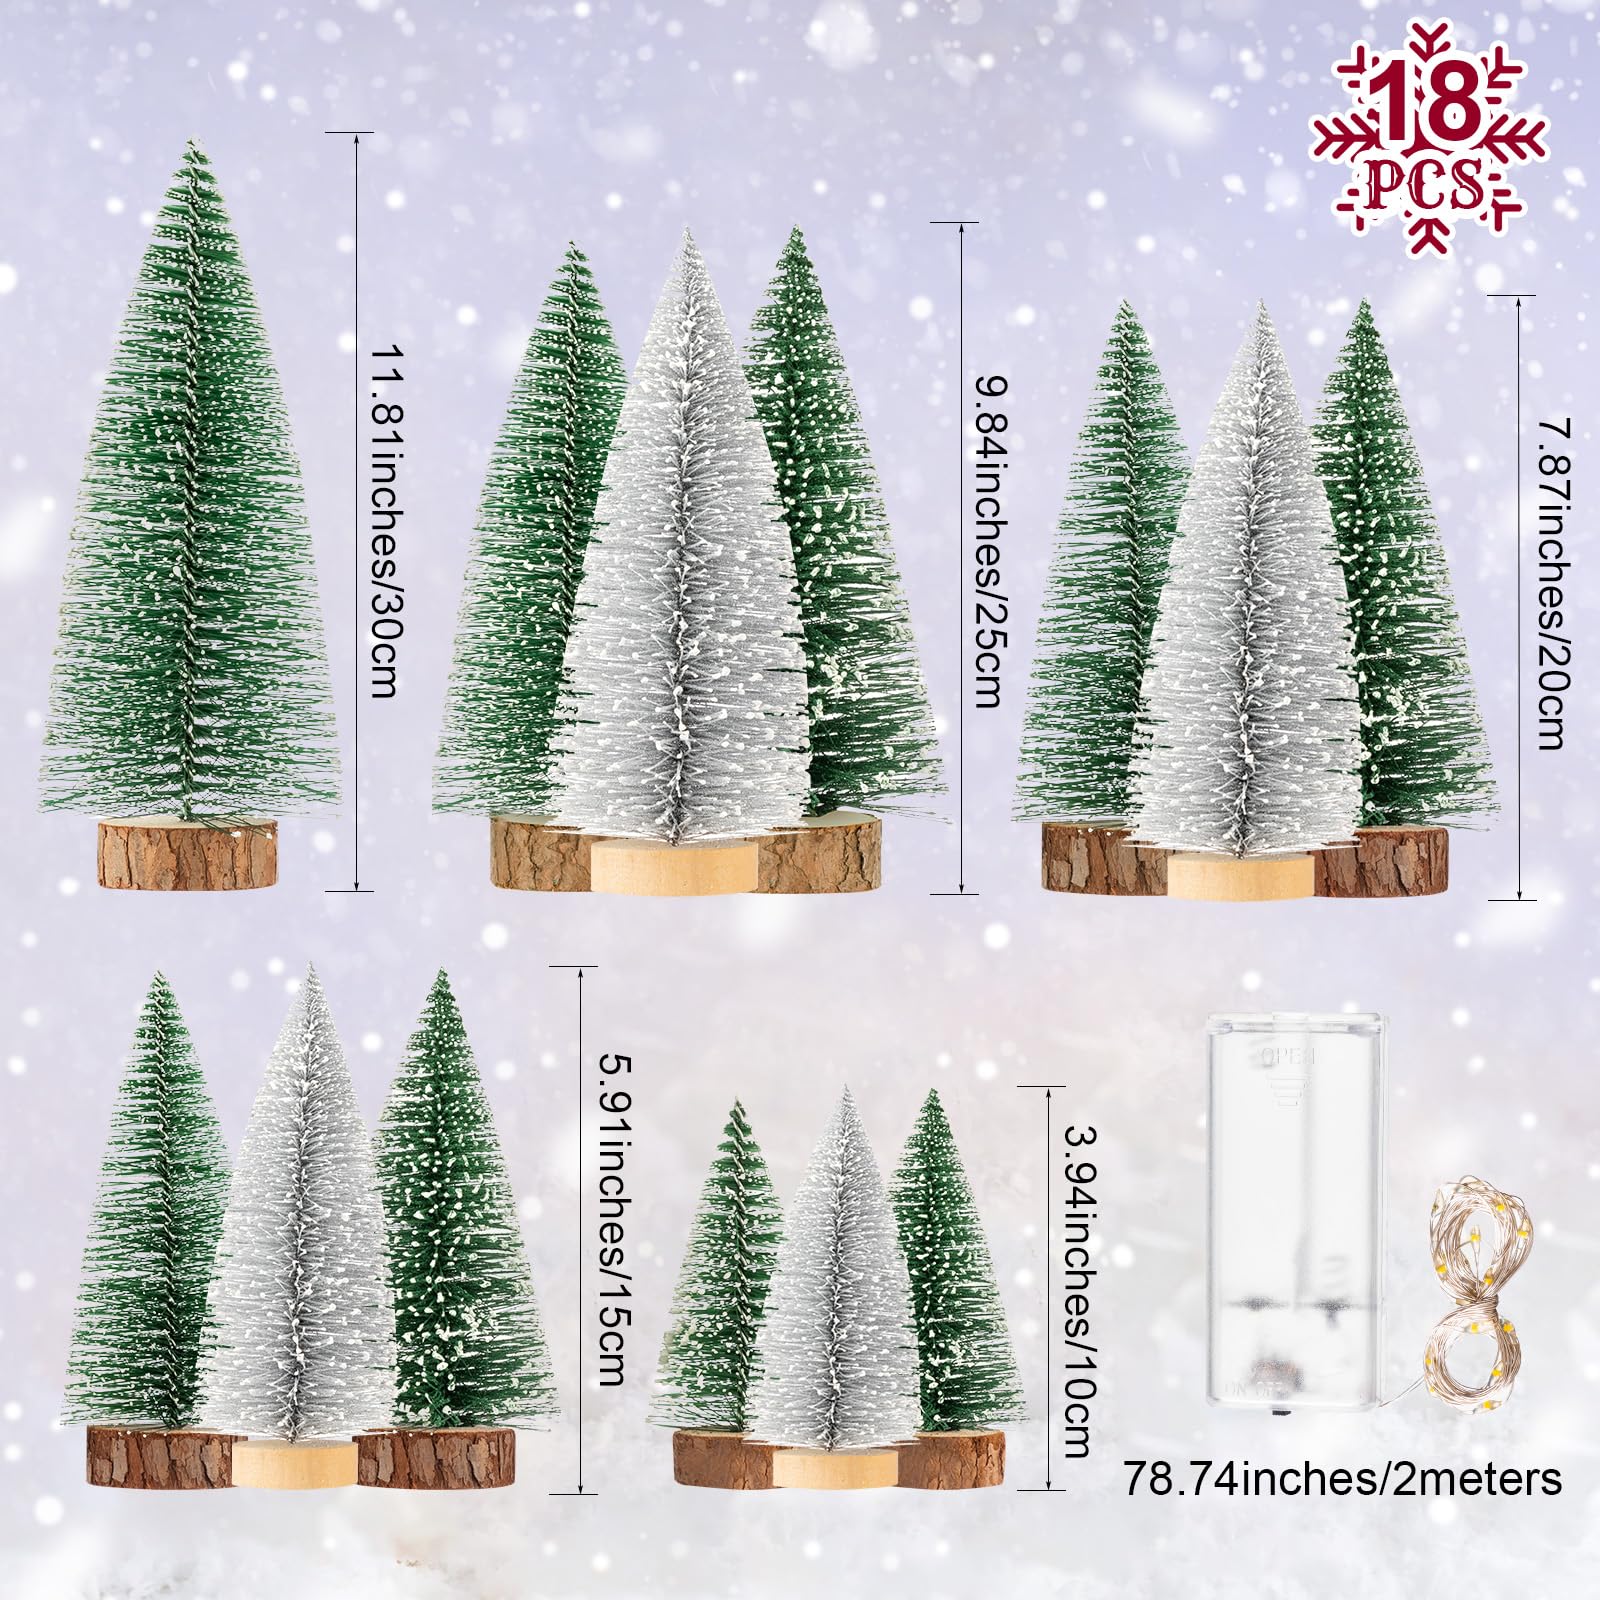 18
PCS
11.81inches/30cm
9.84inches/25cm
7.87inches/20cm
5.91inches/15cm
3.94inches/10cm
OPEN
78.74inches/2meters